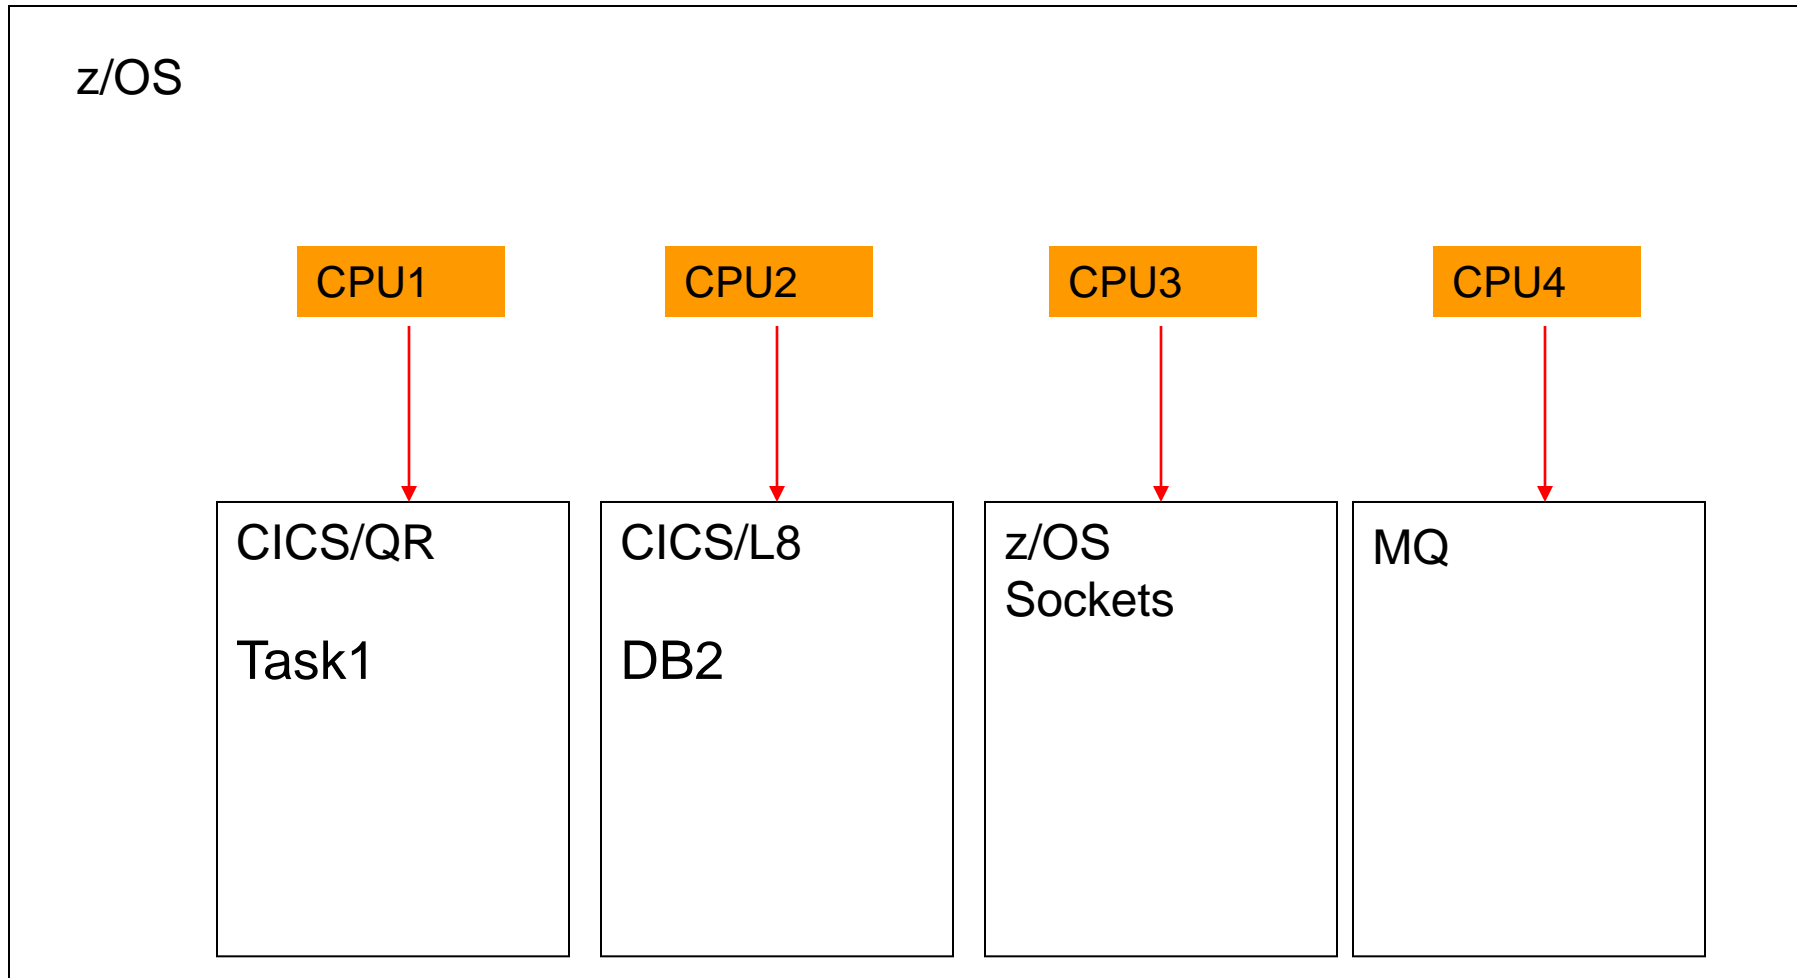 z/OS
CPU1
CPU2
CPU3
CPU4
CICS/QR
Task1
CICS/L8
DB2
z/OS
Sockets
MQ